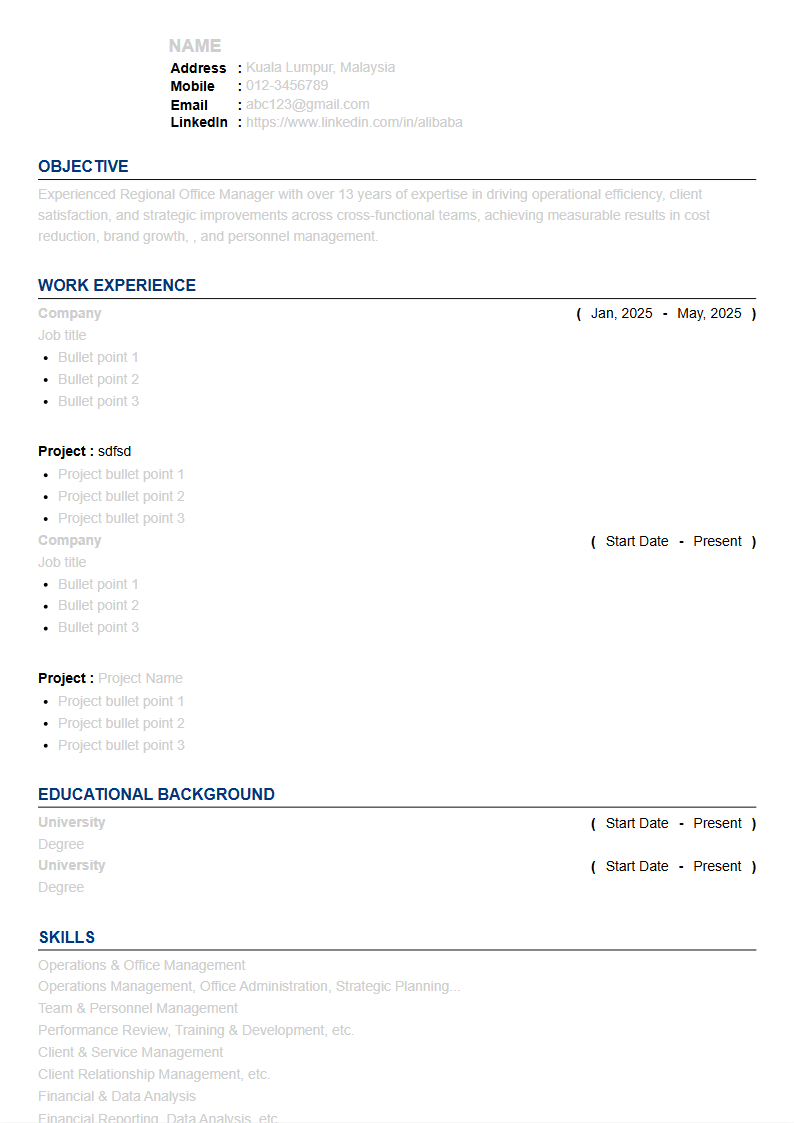 NAME
Address : Kuala Lumpur, Malaysia
Mobile : 012-3456789
Email : abc123@gmail.com
LinkedIn : https://www.linkedin.com/in/alibaba
OBJECTIVE
Experienced Regional Office Manager with over 13 years of expertise in driving operational efficiency, client
satisfaction, and strategic improvements across cross-functional teams, achieving measurable results in cost
reduction, brand growth, , and personnel management.
WORK EXPERIENCE
Company ( Jan, 2025 - May, 2025 )
Job title
• Bullet point 1
• Bullet point 2
• Bullet point 3
Project : sdfsd
• Project bullet point 1
• Project bullet point 2
• Project bullet point 3
Company ( Start Date - Present )
Job title
• Bullet point 1
• Bullet point 2
• Bullet point 3
Project : Project Name
• Project bullet point 1
• Project bullet point 2
• Project bullet point 3
EDUCATIONAL BACKGROUND
University ( Start Date - Present )
Degree
University ( Start Date - Present )
Degree
SKILLS
Operations & Office Management
Operations Management, Office Administration, Strategic Planning...
Team & Personnel Management
Performance Review, Training & Development, etc.
Client & Service Management
Client Relationship Management, etc.
Financial & Data Analysis
Financial Reporting, Data Analysis, etc.